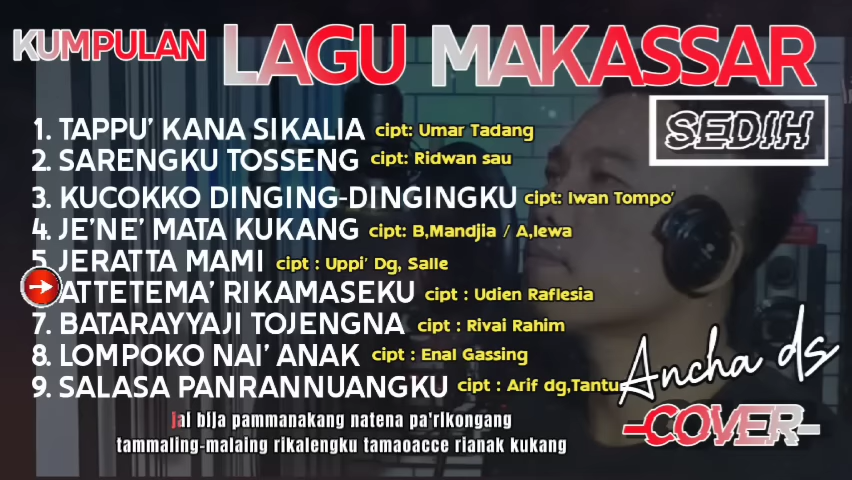 KUMPULAN LAGU MAKASSAR
SEDIH
1. TAPPU' KANA SIKALIA cipt: Umar Tadang
2. SARENGKU TOSSENG cipt: Ridwan sau
3. KUCOKKO DINGING-DINGINGKU cipt: Iwan Tompo'
4. JE'NE' MATA KUKANG cipt: B,Mandjia / A,lewa
5. JERATTA MAMI cipt : Uppi' Dg, Salle
ATTETEMA' RIKAMASEKU cipt : Udien Raflesia
7. BATARAYYAJI TOJENGNA cipt : Rivai Rahim
8. LOMPOKO NAI' ANAK cipt : Enal Gassing
9. SALASA PANRANNUANGKU cipt : Arif dg,Tantu
Ancha ds
-COVER-
jai bija pammanakang natena pa'rikongang
tammaling-malaing rikalengku tamaoacce rianak kukang